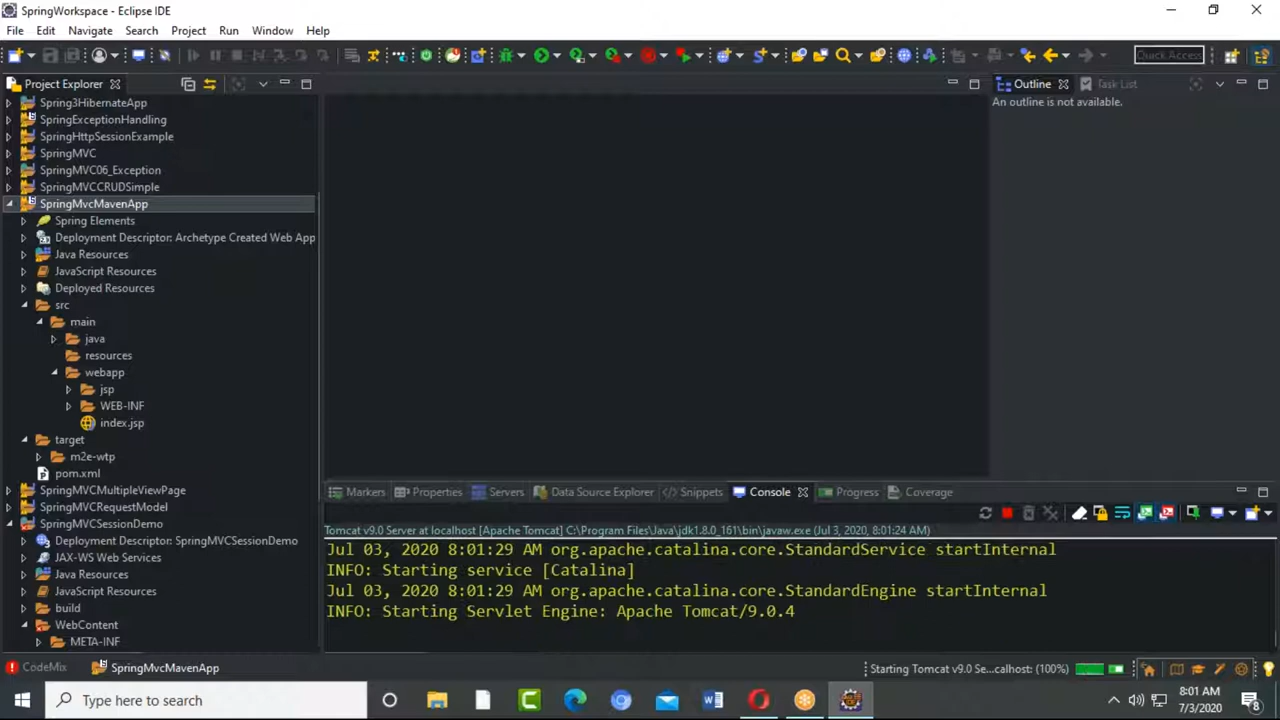 SpringWorkspace - Eclipse IDE
File Edit Navigate Search Project Run Window Help
Quick Access
Project Explorer
Spring3HibernateApp
SpringExceptionHandling
SpringHttpSessionExample
SpringMVC
SpringMVC06_Exception
SpringMVCCRUDSimple
SpringMvcMavenApp
Spring Elements
Deployment Descriptor: Archetype Created Web App
Java Resources
JavaScript Resources
Deployed Resources
src
main
java
resources
webapp
jsp
WEB-INF
index.jsp
target
m2e-wtp
pom.xml
SpringMVCMultipleViewPage
SpringMVCRequestModel
SpringMVCSessionDemo
Deployment Descriptor: SpringMVCSessionDemo
JAX-WS Web Services
Java Resources
JavaScript Resources
build
WebContent
META-INF
Outline Task List
An outline is not available.
Markers Properties Servers Data Source Explorer Snippets Console Progress Coverage
Tomcat v9.0 Server at localhost [Apache Tomcat] C:\Program Files\Java\jdk1.8.0_161\bin\javaw.exe (Jul 3, 2020, 8:01:24 AM)
Jul 03, 2020 8:01:29 AM org.apache.catalina.core.StandardService startInternal
INFO: Starting service [Catalina]
Jul 03, 2020 8:01:29 AM org.apache.catalina.core.StandardEngine startInternal
INFO: Starting Servlet Engine: Apache Tomcat/9.0.4
CodeMix SpringMvcMavenApp Starting Tomcat v9.0 Se...calhost: (100%)
Type here to search
8:01 AM
7/3/2020
8